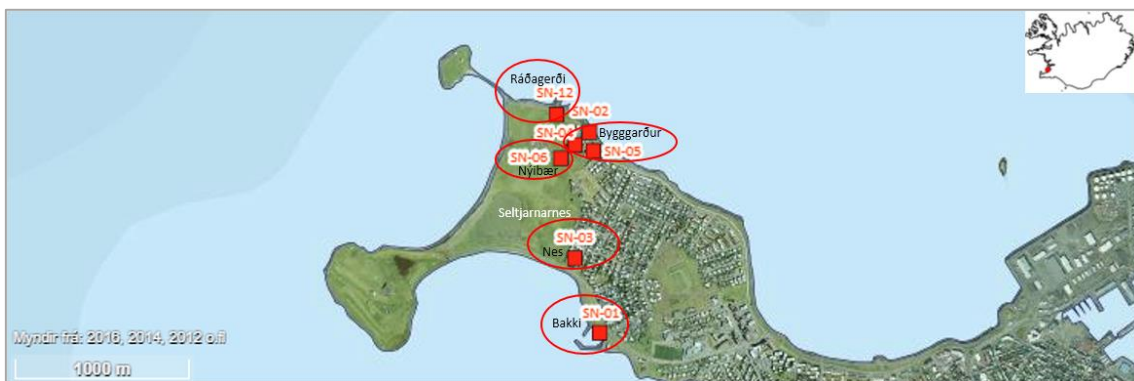 Ráðagerði
SN-12
SN-02
SN-04
Bygggarður
SN-06
SN-05
Nýibær
Seltjarnarnes
SN-03
Nes
SN-01
Bakki
Myndir frá: 2016, 2014, 2012 o.fl
1000 m